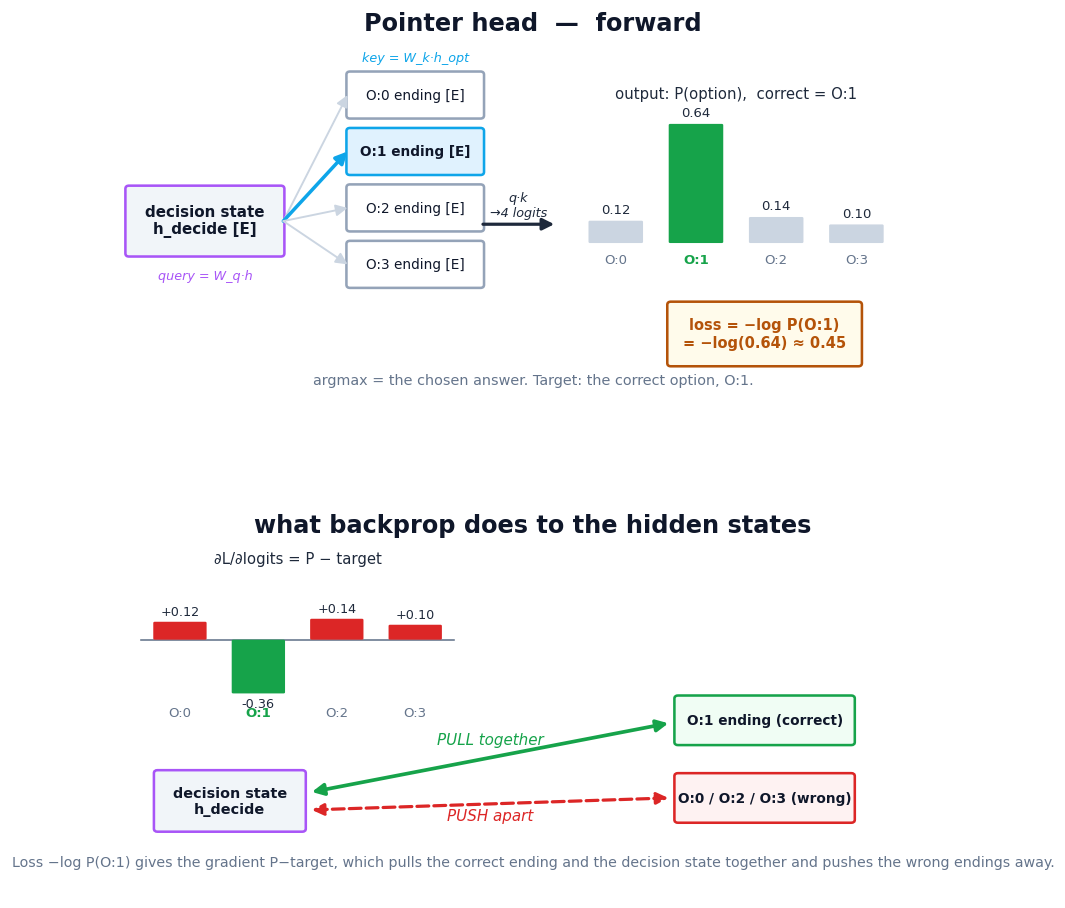 Pointer head — forward
key = W_k·h_opt
O:0 ending [E]
O:1 ending [E]
O:2 ending [E]
O:3 ending [E]
decision state
h_decide [E]
query = W_q·h
q·k
→4 logits
output: P(option), correct = O:1
0.64
0.12
0.14
0.10
O:0
O:1
O:2
O:3
loss = −log P(O:1)
= −log(0.64) ≈ 0.45
argmax = the chosen answer. Target: the correct option, O:1.
what backprop does to the hidden states
∂L/∂logits = P − target
+0.12
+0.14
+0.10
-0.36
O:0
O:1
O:2
O:3
PULL together
O:1 ending (correct)
decision state
h_decide
PUSH apart
O:0 / O:2 / O:3 (wrong)
Loss −log P(O:1) gives the gradient P−target, which pulls the correct ending and the decision state together and pushes the wrong endings away.